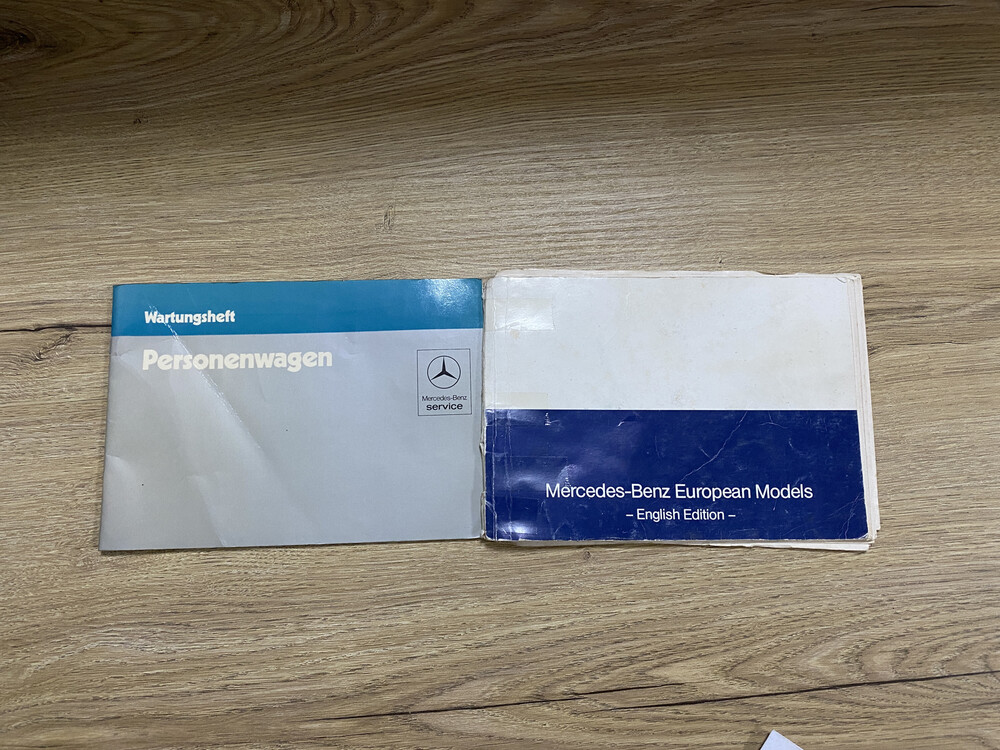 Wartungsheft
Personenwagen
Mercedes-Benz
service
Mercedes-Benz European Models
– English Edition –